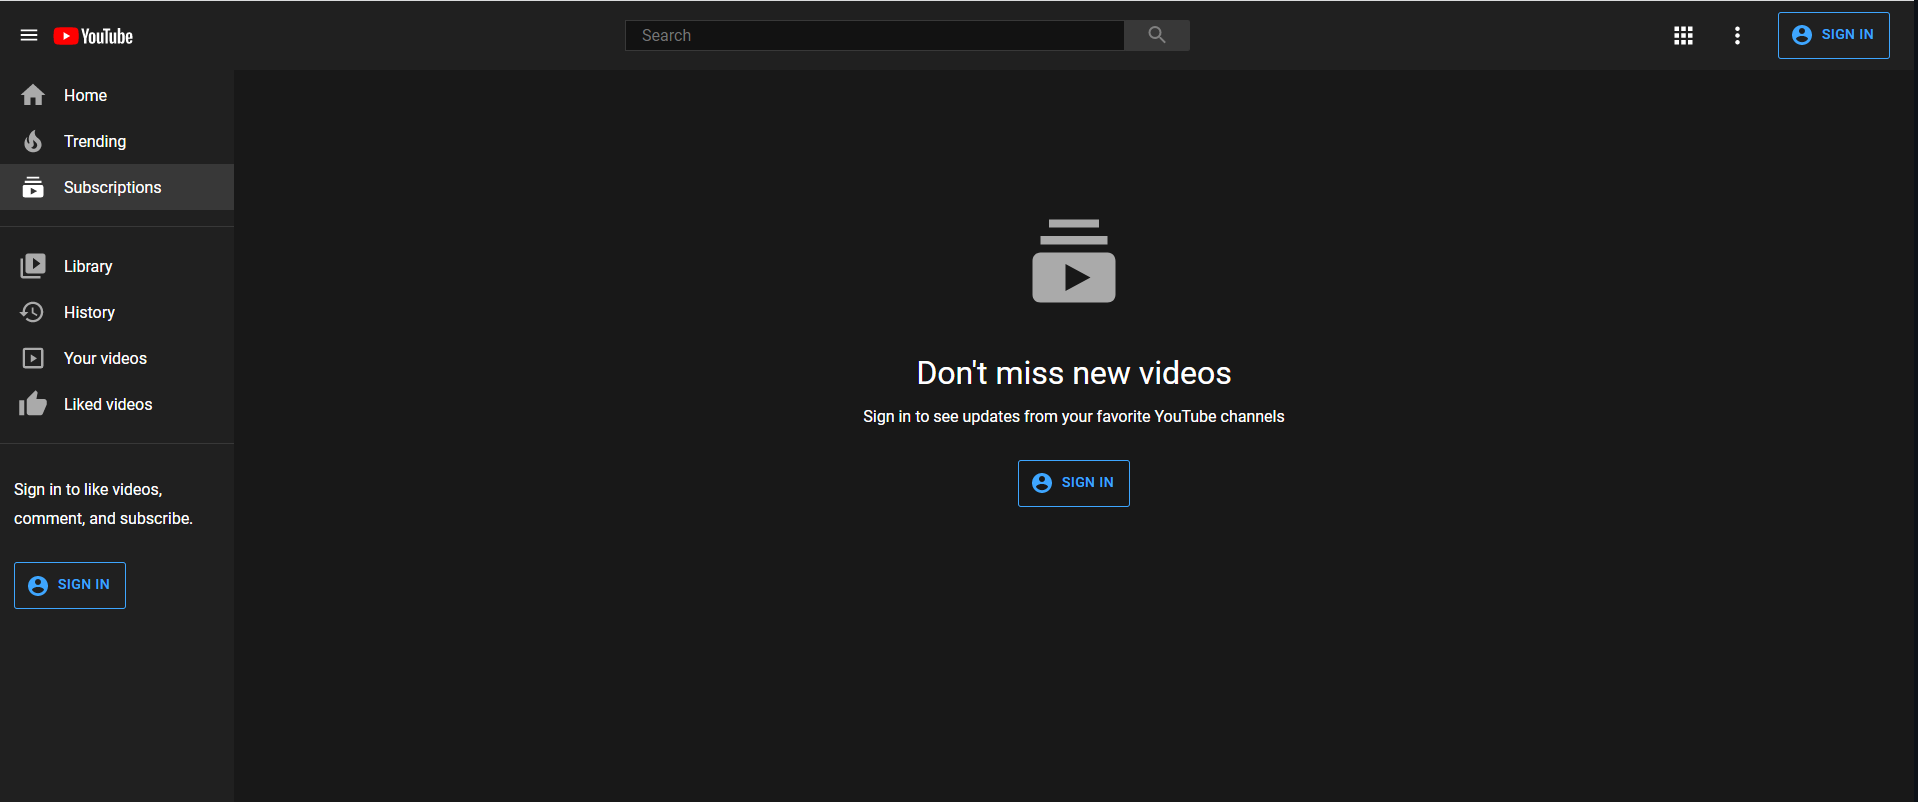 YouTube
Search
SIGN IN
Home
Trending
Subscriptions
Library
History
Your videos
Liked videos
Sign in to like videos,
comment, and subscribe.
SIGN IN
Don't miss new videos
Sign in to see updates from your favorite YouTube channels
SIGN IN